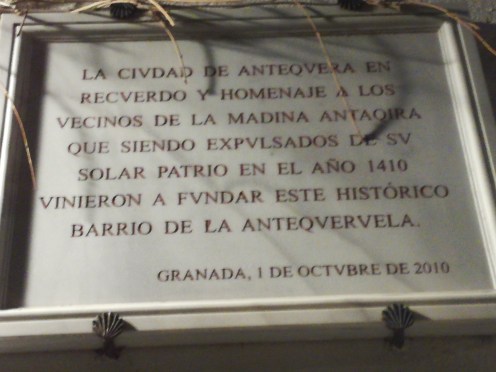 LA CIVDAD DE ANTEQVERA EN
RECVERDO Y HOMENAJE A LOS
VECINOS DE LA MADINA ANTAQIRA
QUE SIENDO EXPVLSADOS DE SV
SOLAR PATRIO EN EL AÑO 1410
VINIERON A FVNDAR ESTE HISTÓRICO
BARRIO DE LA ANTEQVERVELA.
GRANADA, 1 DE OCTVBRE DE 2010